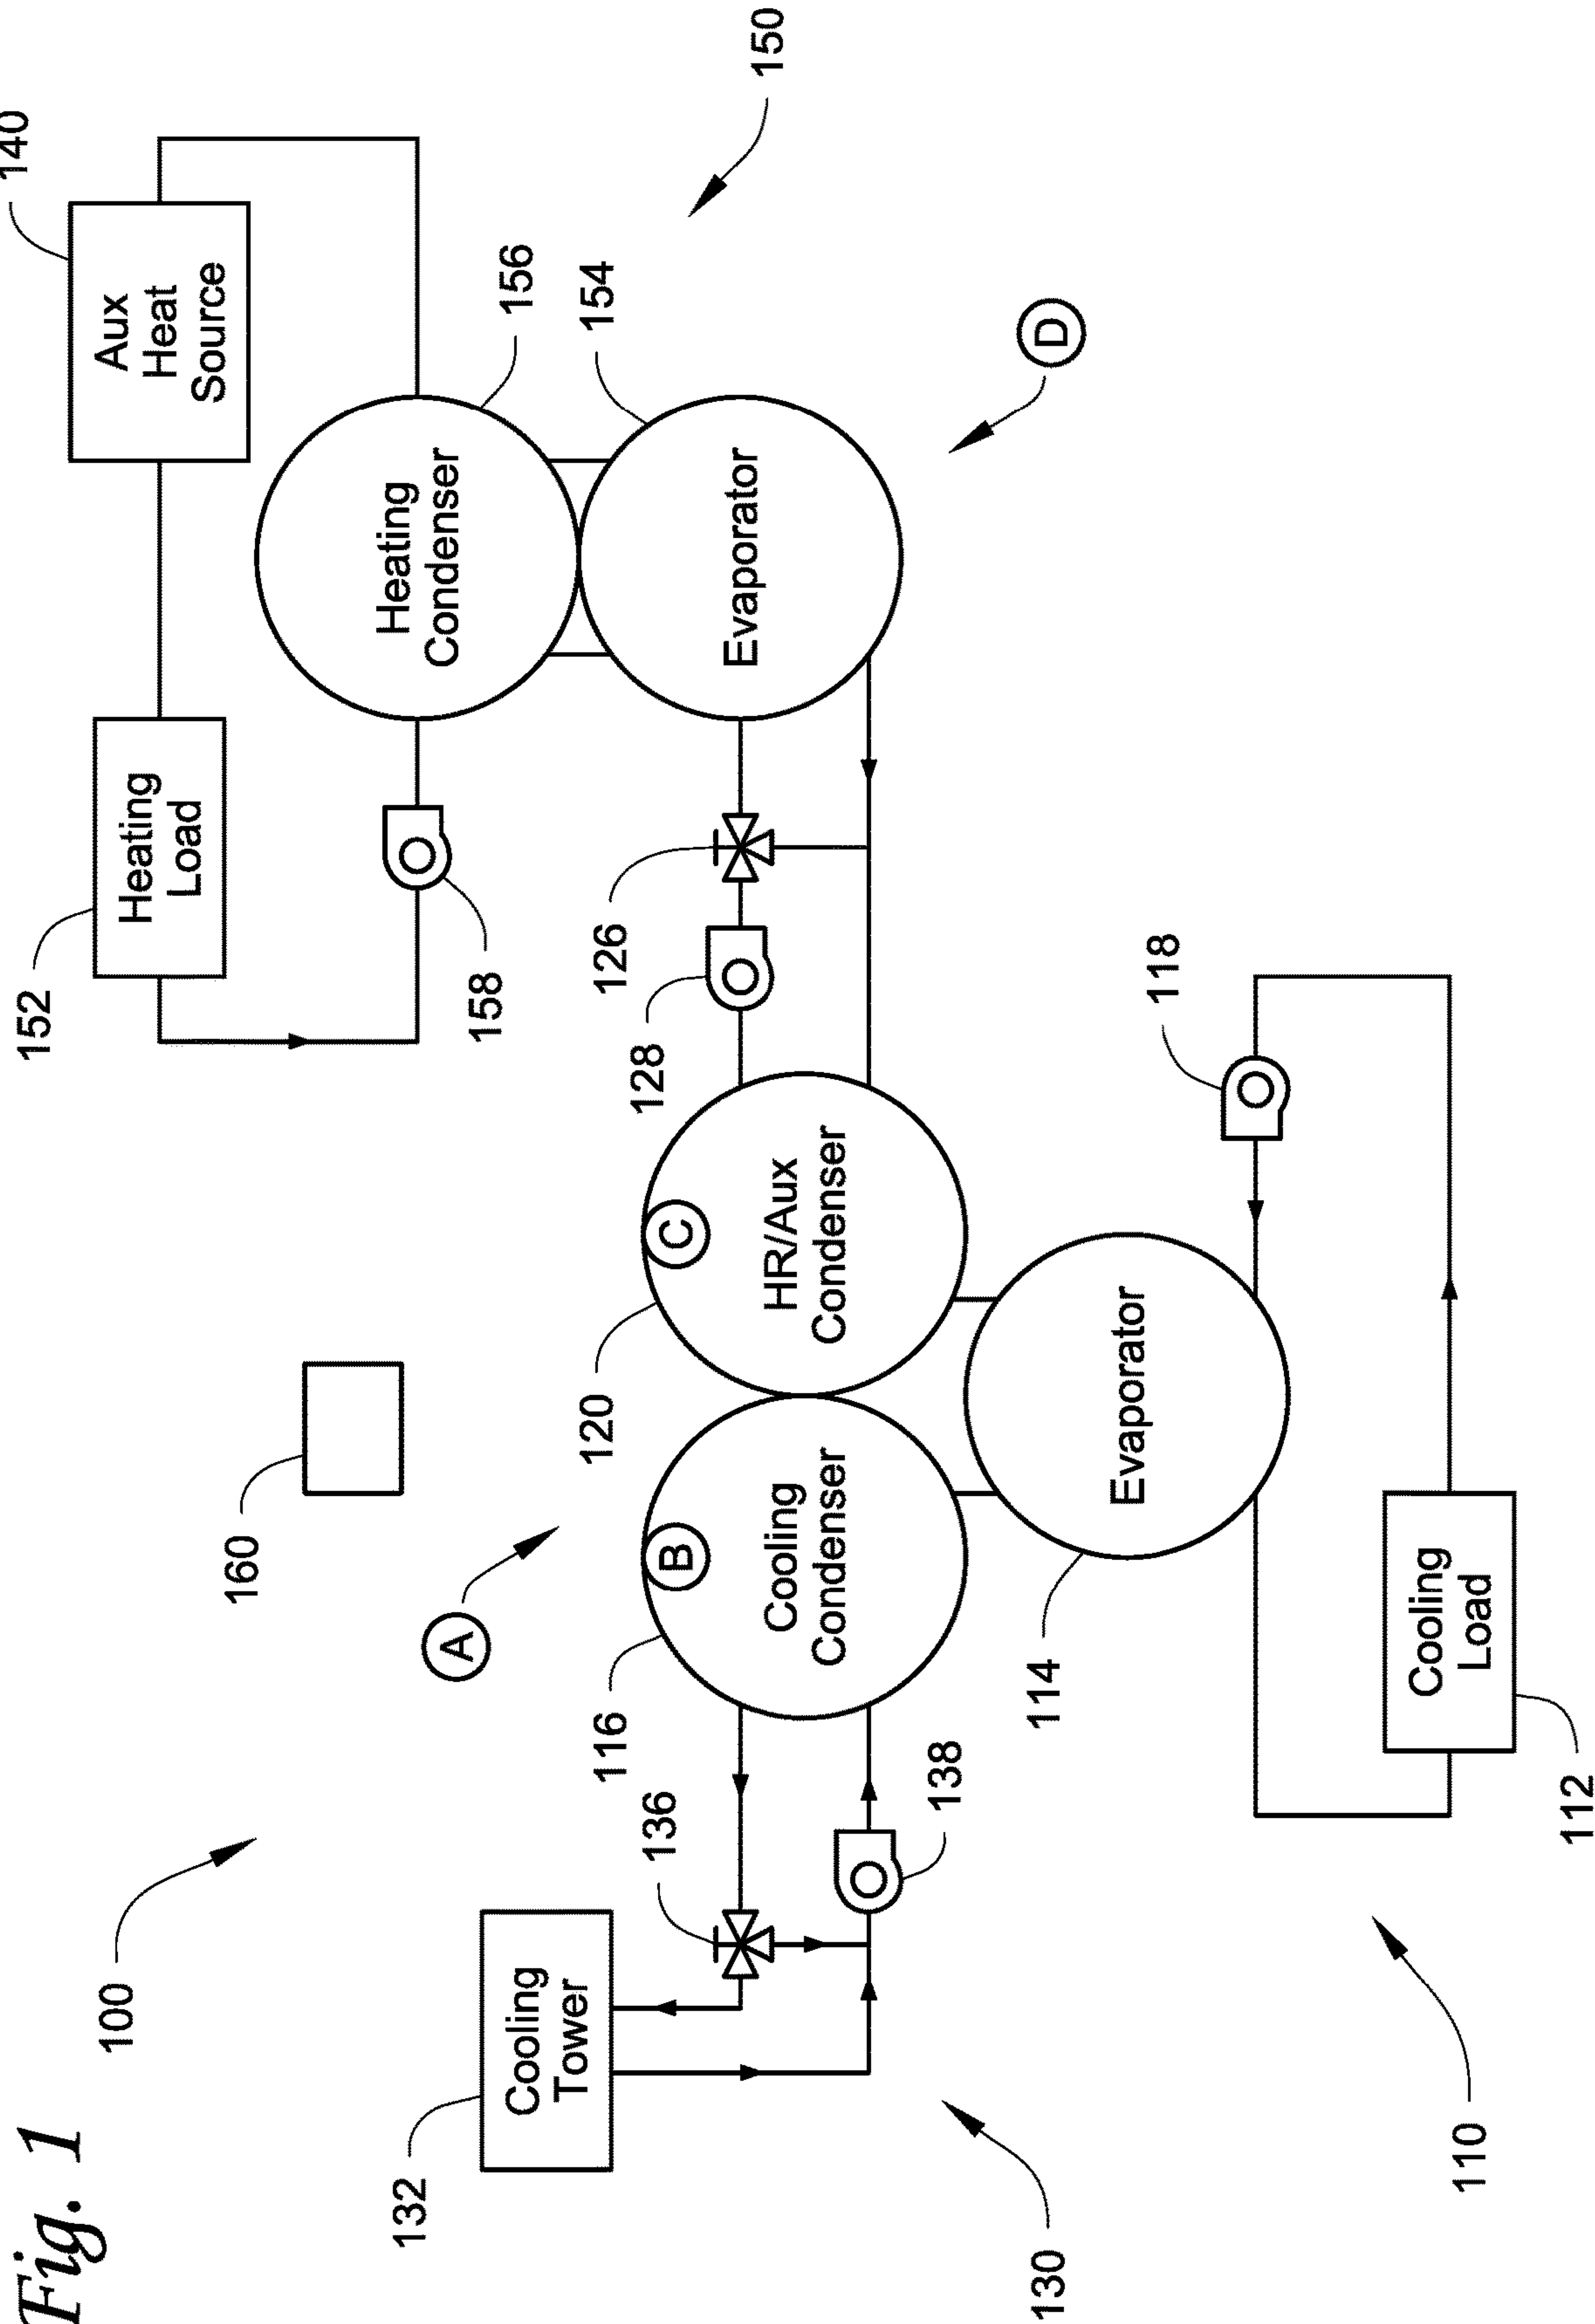 Fig. 1
100
132
Cooling
Tower
136
138
130
116
160
A
B
Cooling
Condenser
120
C
HR/Aux
Condenser
114
Evaporator
118
112
Cooling
Load
110
128
126
152
Heating
Load
158
140
Aux
Heat
Source
Heating
Condenser
156
154
Evaporator
150
D